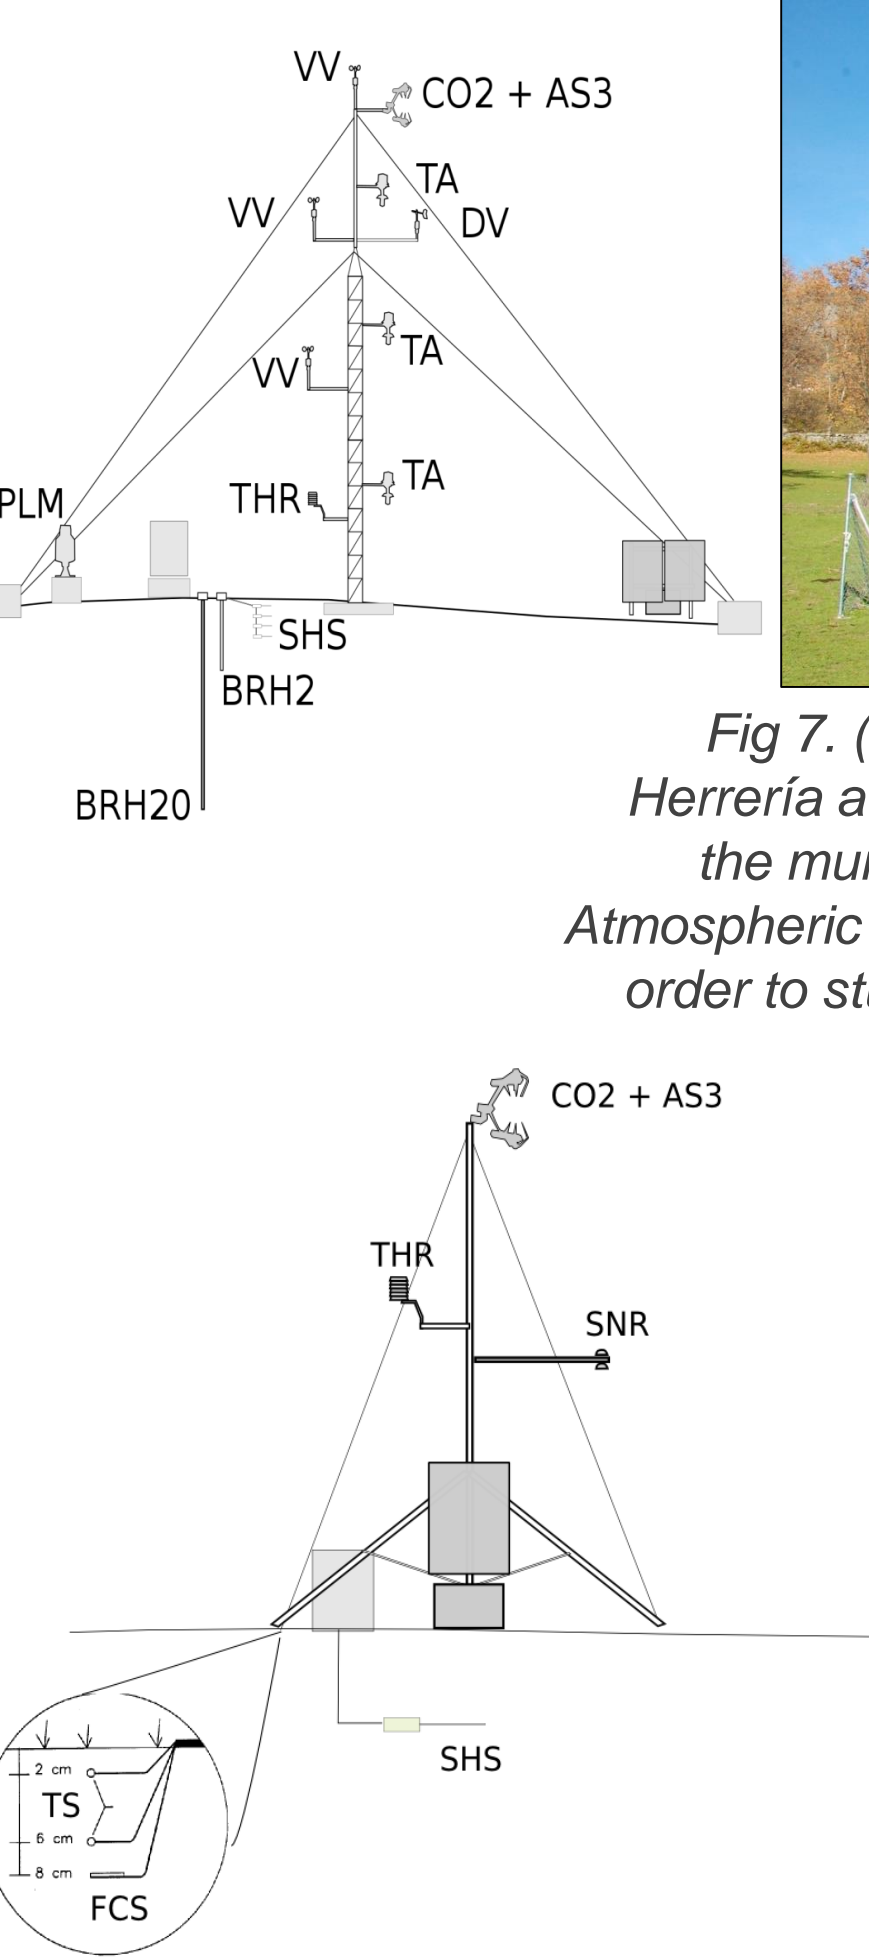 VV
CO2 + AS3
TA
VV
DV
TA
VV
TA
THR
PLM
SHS
BRH2
BRH20
Fig 7. (
Herrería a
the mu
Atmospheric
order to st
CO2 + AS3
THR
SNR
SHS
2 cm
TS
6 cm
8 cm
FCS